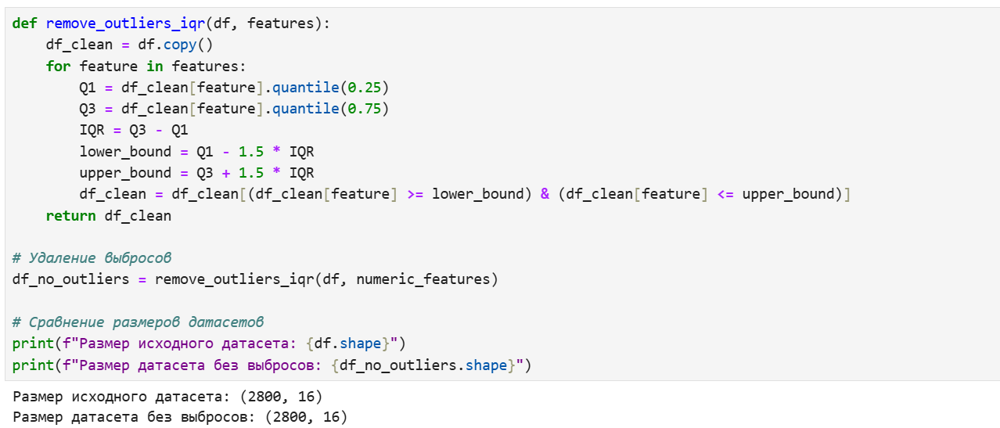 def remove_outliers_iqr(df, features):
    df_clean = df.copy()
    for feature in features:
        Q1 = df_clean[feature].quantile(0.25)
        Q3 = df_clean[feature].quantile(0.75)
        IQR = Q3 - Q1
        lower_bound = Q1 - 1.5 * IQR
        upper_bound = Q3 + 1.5 * IQR
        df_clean = df_clean[(df_clean[feature] >= lower_bound) & (df_clean[feature] <= upper_bound)]
    return df_clean
# Удаление выбросов
df_no_outliers = remove_outliers_iqr(df, numeric_features)
# Сравнение размеров датасетов
print(f"Размер исходного датасета: {df.shape}")
print(f"Размер датасета без выбросов: {df_no_outliers.shape}")
Размер исходного датасета: (2800, 16)
Размер датасета без выбросов: (2800, 16)